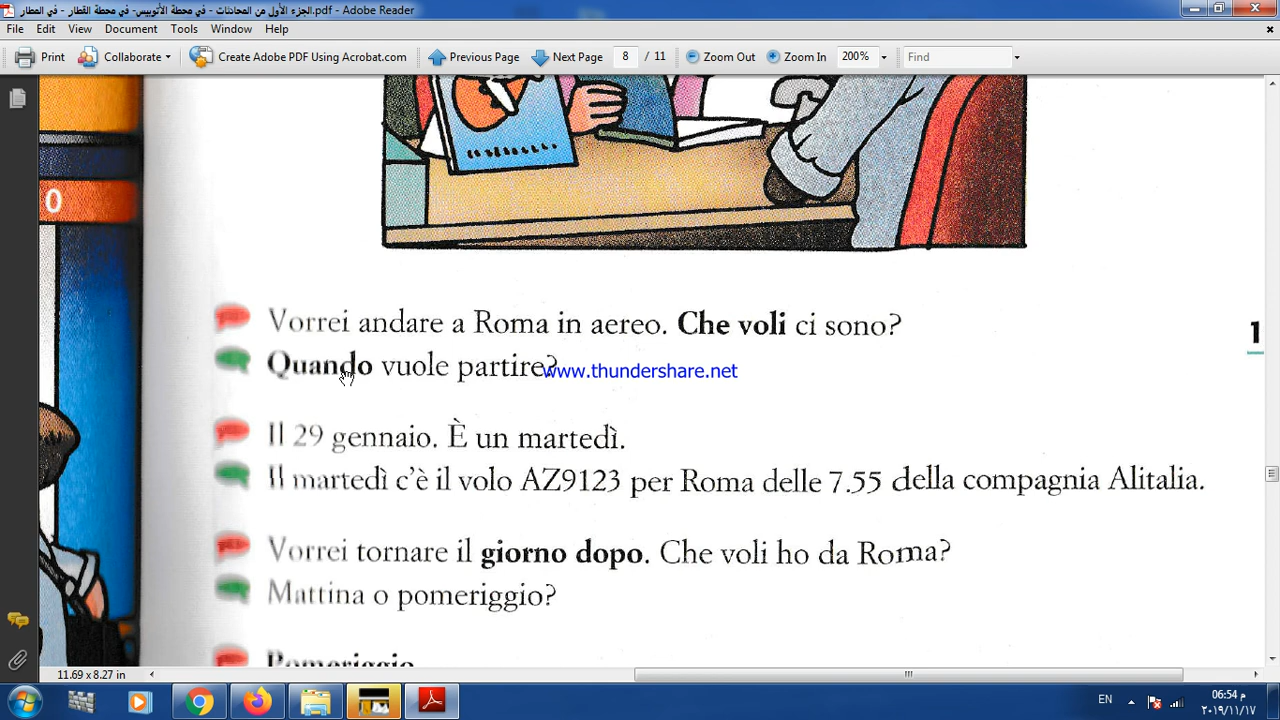 الجزء الأول من المحادثات - في محطة الأتوبيس- في محطة القطار - في المطار.pdf - Adobe Reader
File Edit View Document Tools Window Help
Print Collaborate Create Adobe PDF Using Acrobat.com Previous Page Next Page 8 / 11 Zoom Out Zoom In 200% Find
0
Vorrei andare a Roma in aereo. Che voli ci sono?
1
Quando vuole partire?
www.thundershare.net
Il 29 gennaio. È un martedì.
Il martedì c'è il volo AZ9123 per Roma delle 7.55 della compagnia Alitalia.
Vorrei tornare il giorno dopo. Che voli ho da Roma?
Mattina o pomeriggio?
Pomeriggio
11.69 x 8.27 in
EN
06:54 م
٢٠١٩/١١/١٧